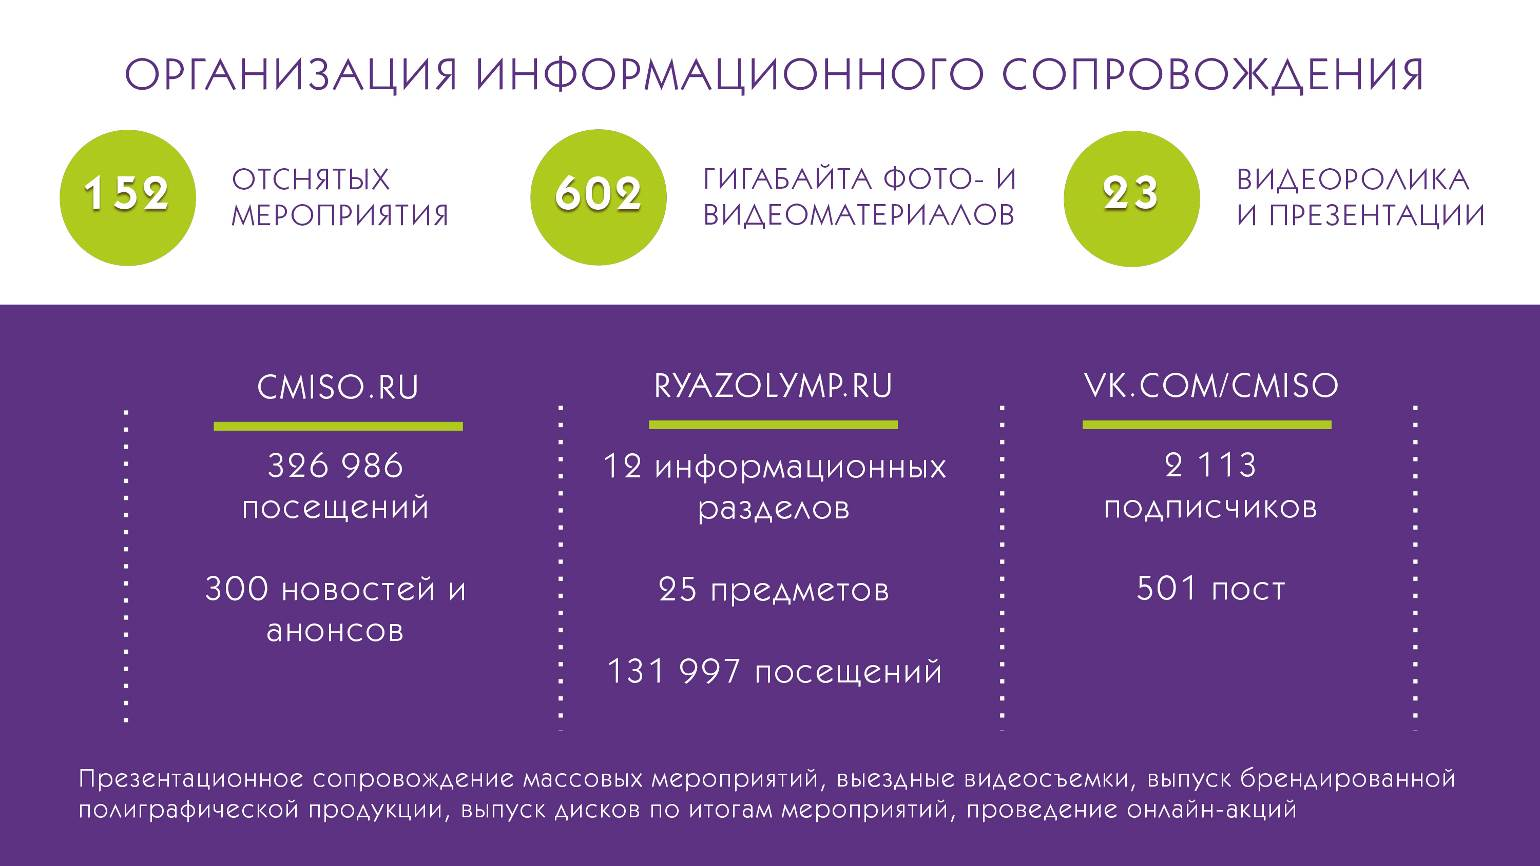 ОРГАНИЗАЦИЯ ИНФОРМАЦИОННОГО СОПРОВОЖДЕНИЯ
152
ОТСНЯТЫХ
МЕРОПРИЯТИЯ
602
ГИГАБАЙТА ФОТО- И
ВИДЕОМАТЕРИАЛОВ
23
ВИДЕОРОЛИКА
И ПРЕЗЕНТАЦИИ
CMISO.RU
326 986
посещений
300 новостей и
анонсов
RYAZOLYMP.RU
12 информационных
разделов
25 предметов
131 997 посещений
VK.COM/CMISO
2 113
подписчиков
501 пост
Презентационное сопровождение массовых мероприятий, выездные видеосъемки, выпуск брендированной
полиграфической продукции, выпуск дисков по итогам мероприятий, проведение онлайн-акций